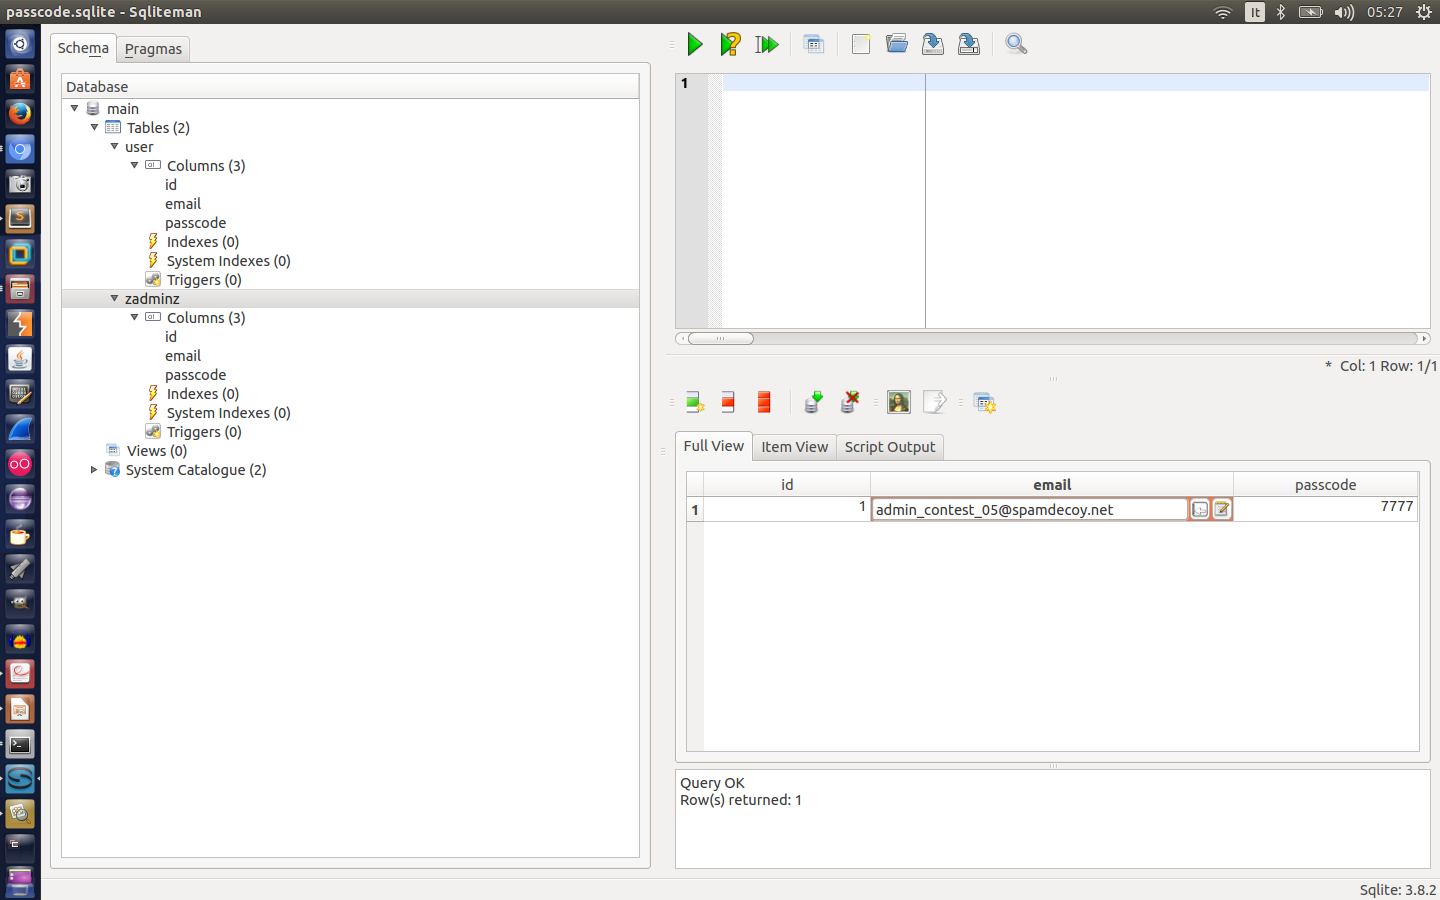 passcode.sqlite - Sqliteman
It
05:27
Schema
Pragmas
Database
main
Tables (2)
user
Columns (3)
id
email
passcode
Indexes (0)
System Indexes (0)
Triggers (0)
zadminz
Columns (3)
id
email
passcode
Indexes (0)
System Indexes (0)
Triggers (0)
Views (0)
System Catalogue (2)
1
* Col: 1 Row: 1/1
Full View
Item View
Script Output
id email passcode
1 1 admin_contest_05@spamdecoy.net 7777
Query OK
Row(s) returned: 1
Sqlite: 3.8.2